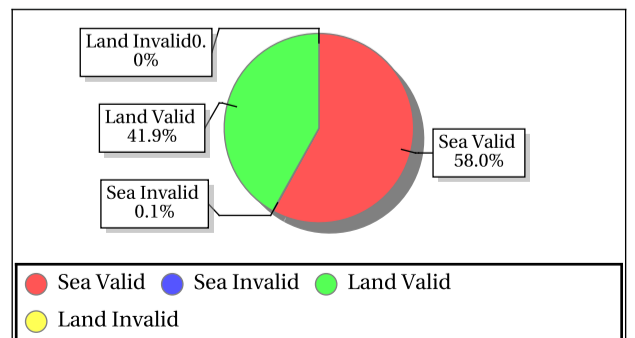 Land Invalid0.
0%
Land Valid
41.9%
Sea Valid
58.0%
Sea Invalid
0.1%
Sea Valid
Sea Invalid
Land Valid
Land Invalid